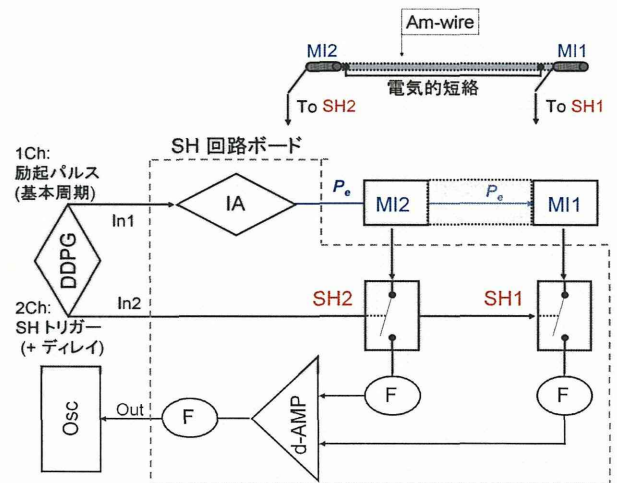 Am-wire
MI2
MI1
電気的短絡
To SH2
To SH1
SH 回路ボード
1Ch:
励起パルス
(基本周期)
In1
IA
Pe
MI2
Pe
MI1
DDPG
2Ch:
SHトリガー
(+ ディレイ)
In2
SH2
SH1
F
F
Osc
Out
F
d-AMP